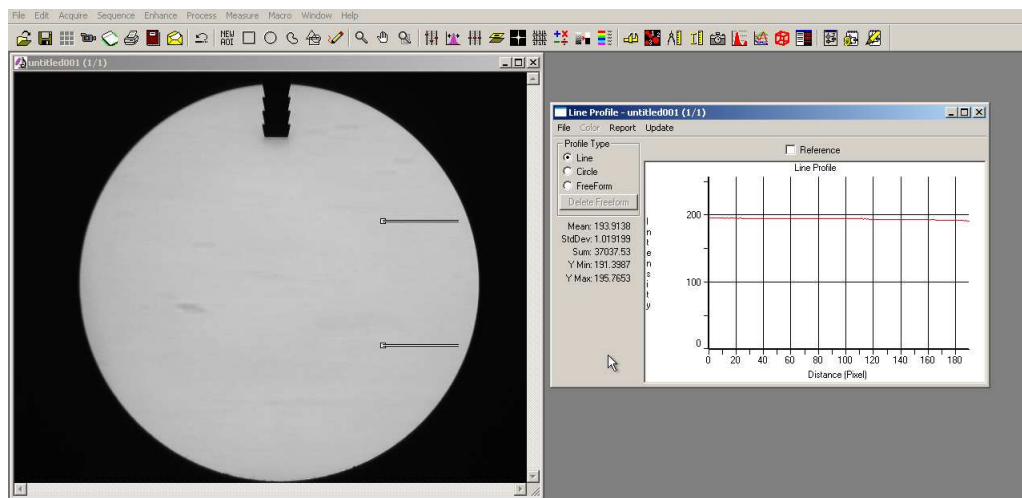 File Edit Acquire Sequence Enhance Process Measure Macro Window Help
NEW
AOI
untitled001 (1/1)
Line Profile - untitled001 (1/1)
File Color Report Update
Profile Type
Line
Circle
FreeForm
Delete Freeform
Mean: 193.9138
StdDev: 1.019199
Sum: 37037.53
Y Min: 191.3987
Y Max: 195.7653
Reference
Line Profile
Intensity
200
100
0
0 20 40 60 80 100 120 140 160 180
Distance (Pixel)